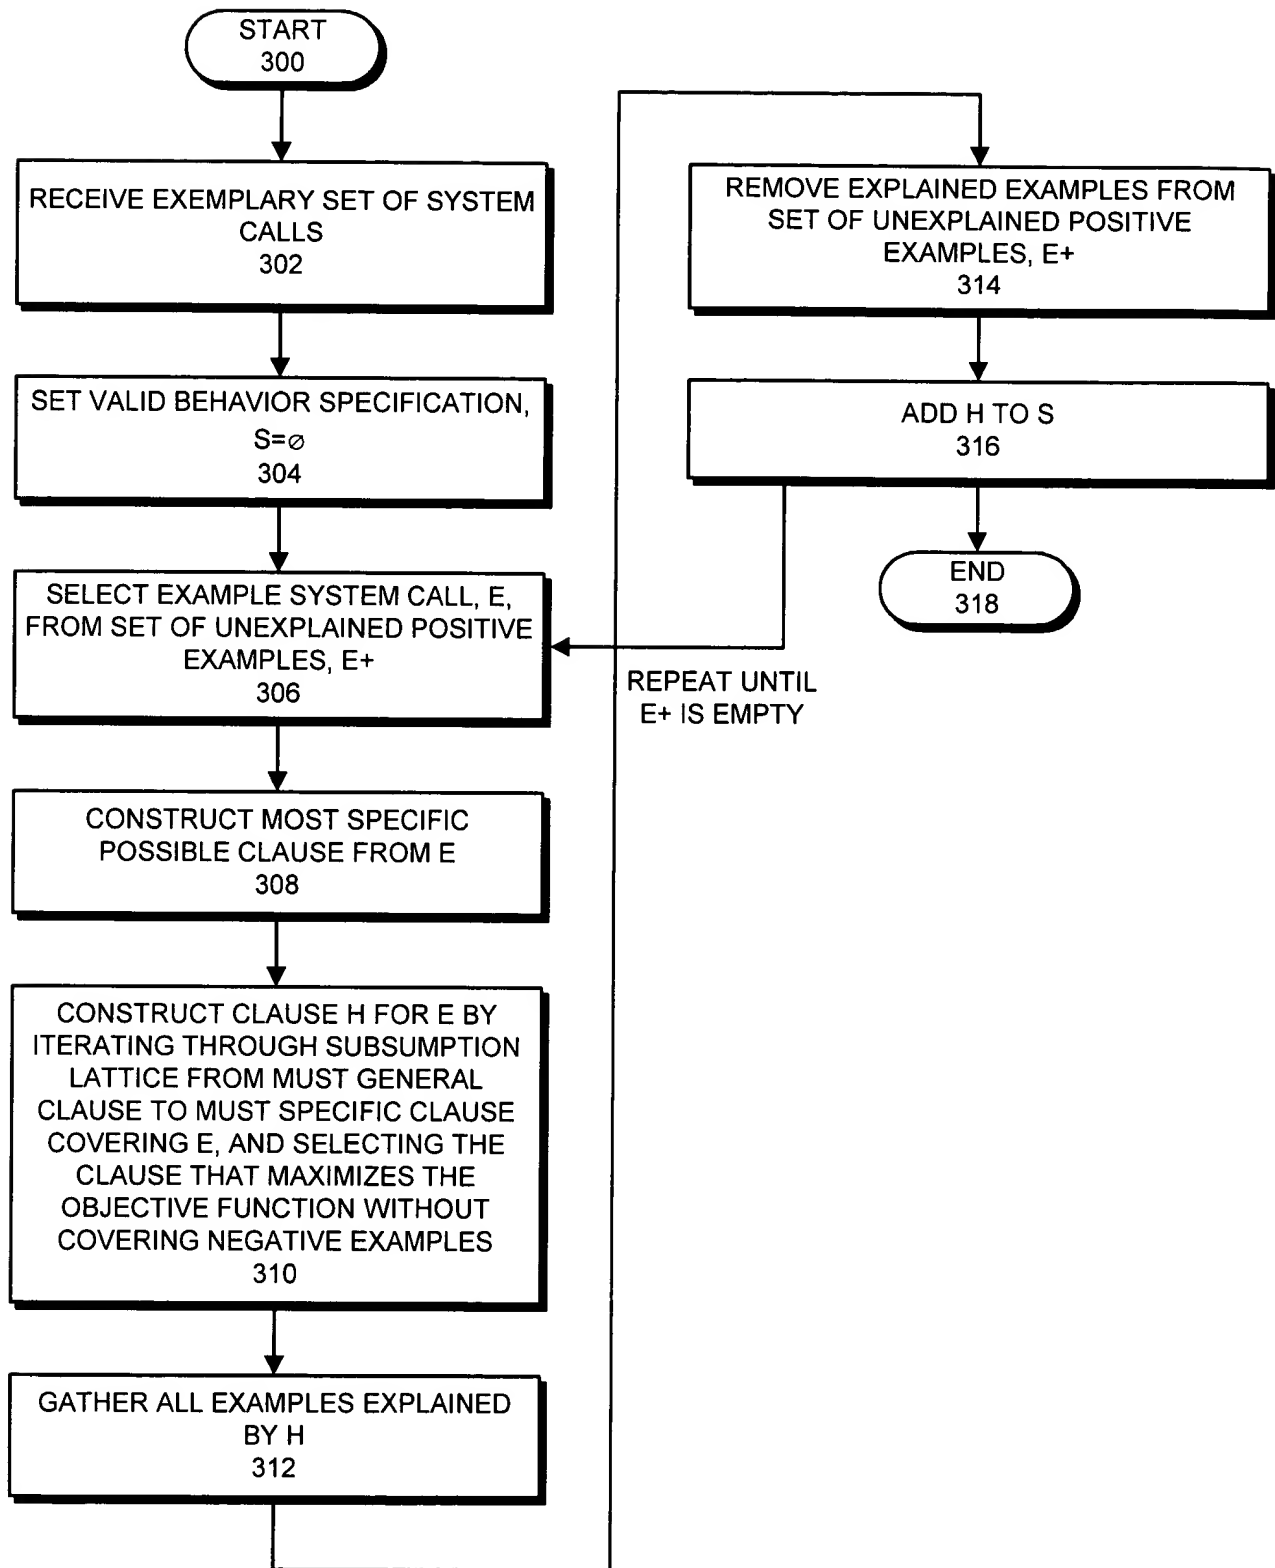 START
300
RECEIVE EXEMPLARY SET OF SYSTEM
CALLS
302
SET VALID BEHAVIOR SPECIFICATION,
S=∅
304
SELECT EXAMPLE SYSTEM CALL, E,
FROM SET OF UNEXPLAINED POSITIVE
EXAMPLES, E+
306
CONSTRUCT MOST SPECIFIC
POSSIBLE CLAUSE FROM E
308
CONSTRUCT CLAUSE H FOR E BY
ITERATING THROUGH SUBSUMPTION
LATTICE FROM MUST GENERAL
CLAUSE TO MUST SPECIFIC CLAUSE
COVERING E, AND SELECTING THE
CLAUSE THAT MAXIMIZES THE
OBJECTIVE FUNCTION WITHOUT
COVERING NEGATIVE EXAMPLES
310
GATHER ALL EXAMPLES EXPLAINED
BY H
312
REMOVE EXPLAINED EXAMPLES FROM
SET OF UNEXPLAINED POSITIVE
EXAMPLES, E+
314
ADD H TO S
316
END
318
REPEAT UNTIL
E+ IS EMPTY